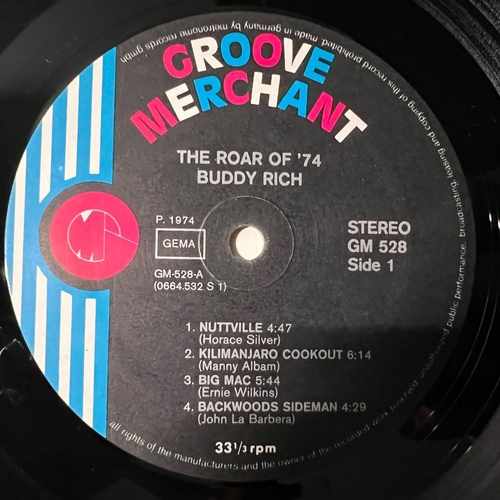 GROOVE
MERCHANT
THE ROAR OF '74
BUDDY RICH
P. 1974
GEMA
GM-528-A
(0664.532 S 1)
STEREO
GM 528
Side 1
1. NUTTVILLE 4:47
(Horace Silver)
2. KILIMANJARO COOKOUT 6:14
(Manny Albam)
3. BIG MAC 5:44
(Ernie Wilkins)
4. BACKWOODS SIDEMAN 4:29
(John La Barbera)
33 1/3 rpm
all rights of the manufacturers and the owner of the recorded work reserved. unauthorized public performance, broadcasting, leasing and copying of this record prohibited. made in germany by metronome records gmbh